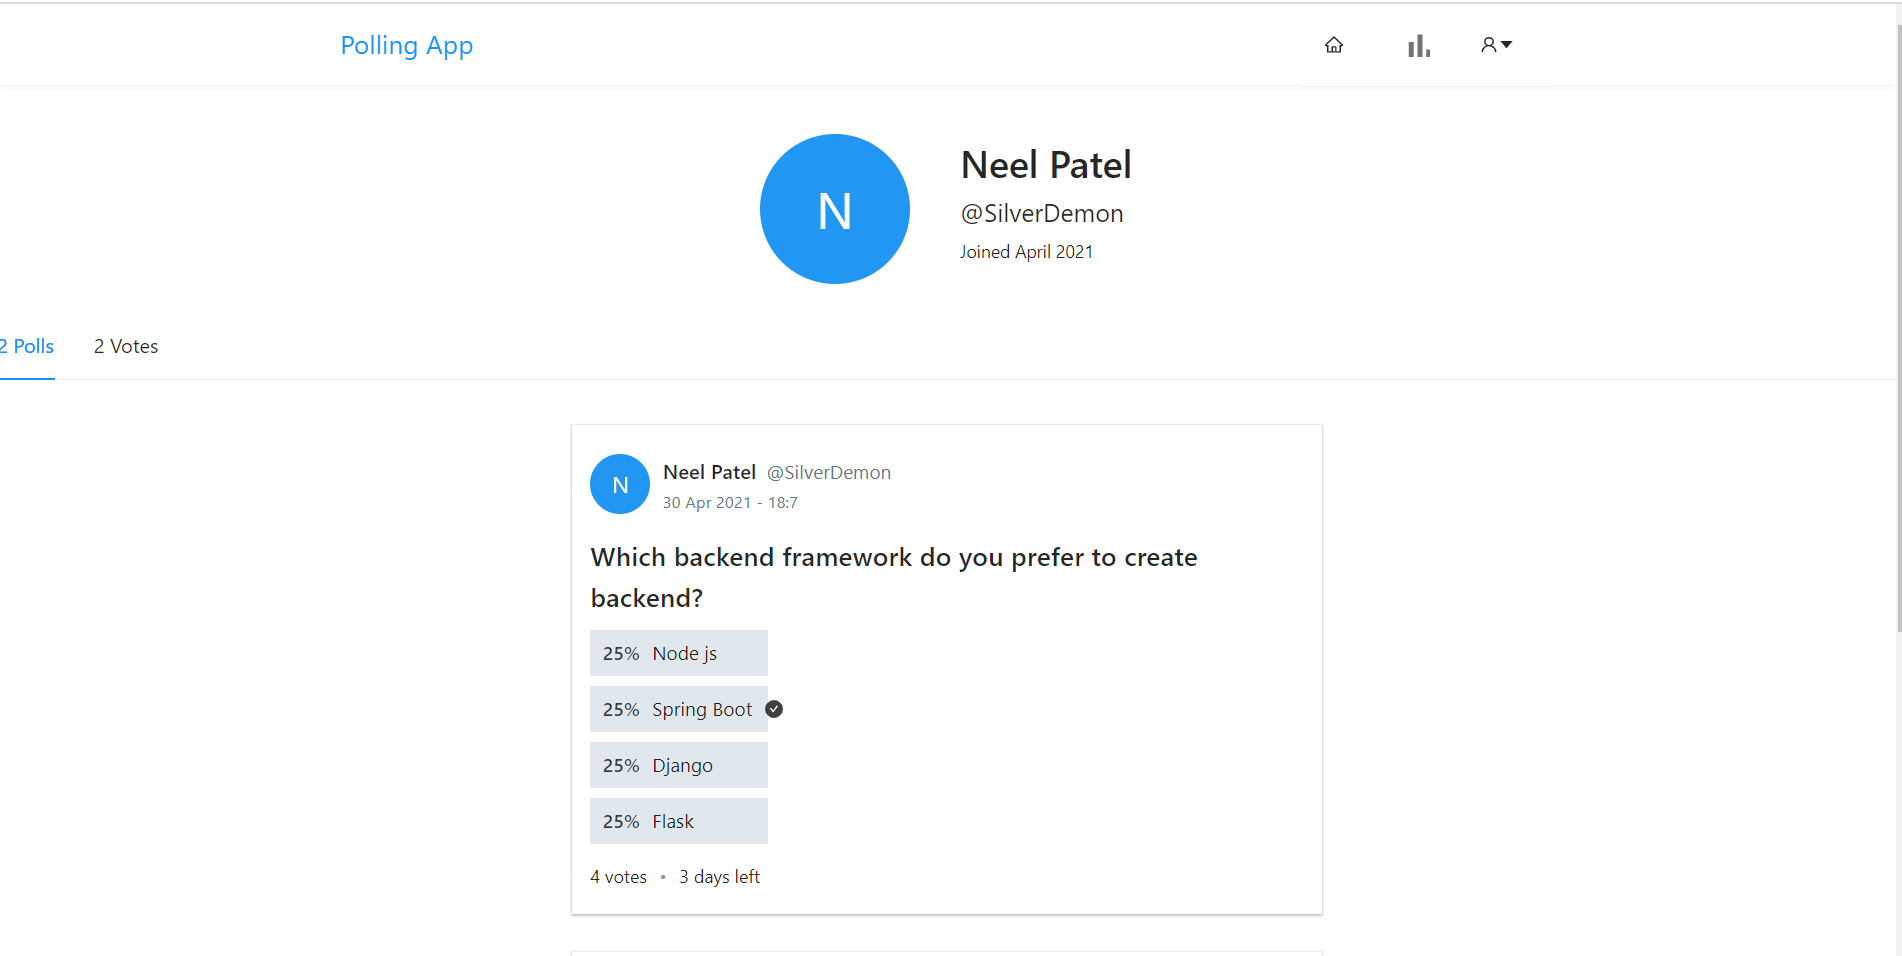 Polling App
N
Neel Patel
@SilverDemon
Joined April 2021
2 Polls 2 Votes
N
Neel Patel @SilverDemon
30 Apr 2021 - 18:7
Which backend framework do you prefer to create
backend?
25% Node js
25% Spring Boot
25% Django
25% Flask
4 votes • 3 days left